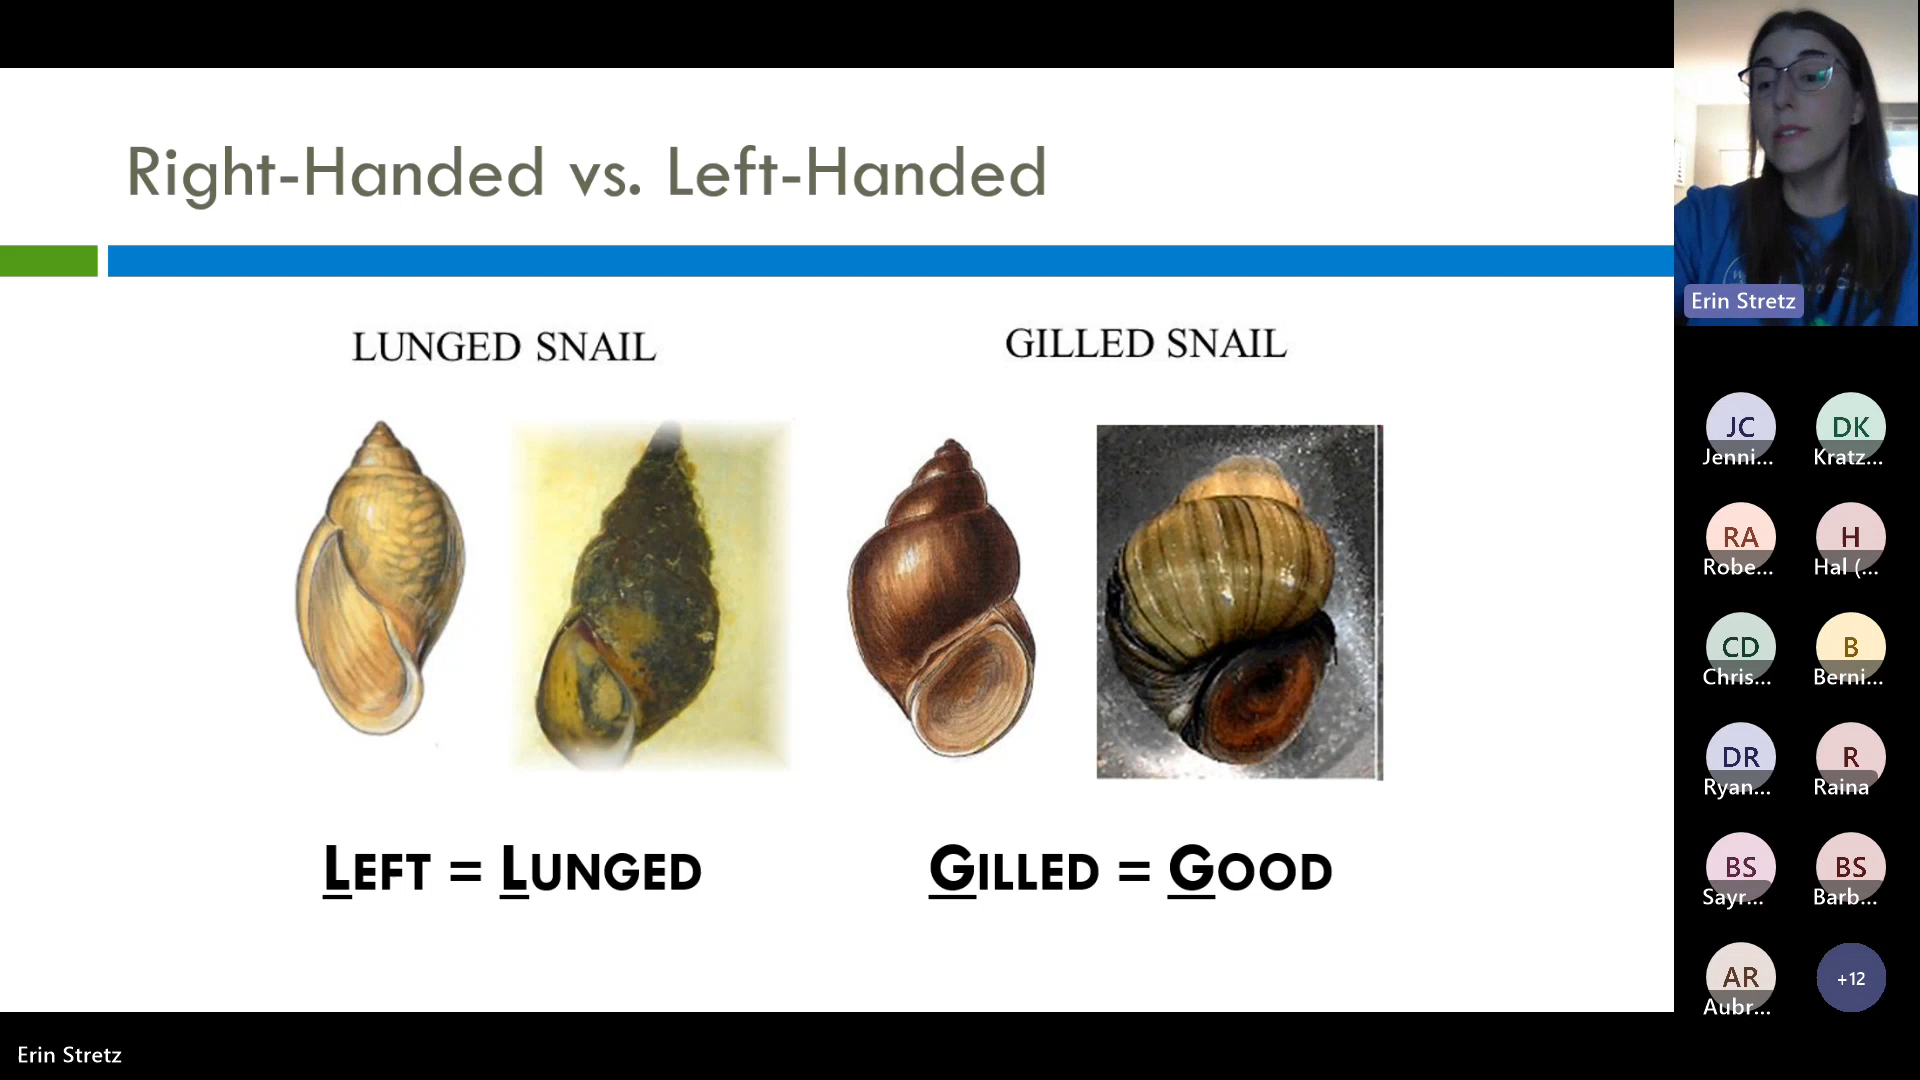 Right-Handed vs. Left-Handed
LUNGED SNAIL
GILLED SNAIL
LEFT = LUNGED
GILLED = GOOD
Erin Stretz
JC
Jenni...
DK
Kratz...
RA
Robe...
H
Hal (...
CD
Chris...
B
Berni...
DR
Ryan...
R
Raina
BS
Sayr...
BS
Barb...
AR
Aubr...
+12
Erin Stretz